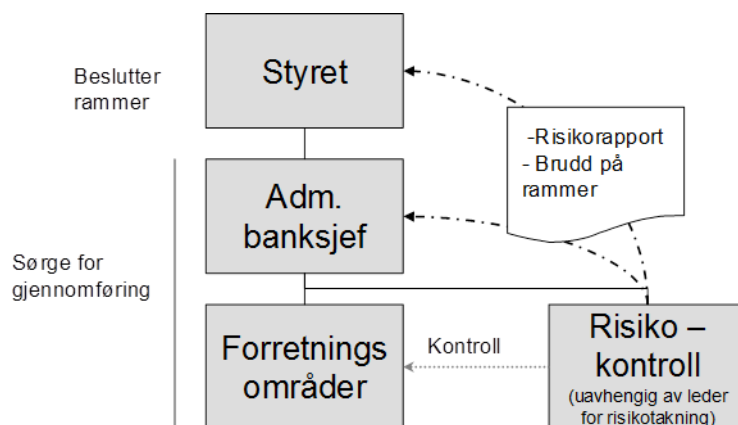 Styret
Beslutter
rammer
-Risikorapport
- Brudd på
rammer
Adm.
banksjef
Sørge for
gjennomføring
Forretnings
områder
Kontroll
Risiko –
kontroll
(uavhengig av leder
for risikotakning)